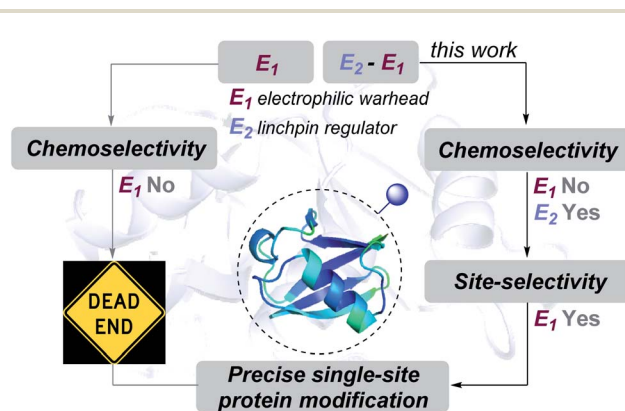 E1
E2 - E1
this work
E1 electrophilic warhead
E2 linchpin regulator
Chemoselectivity
E1 No
DEAD
END
Chemoselectivity
E1 No
E2 Yes
Site-selectivity
E1 Yes
Precise single-site
protein modification